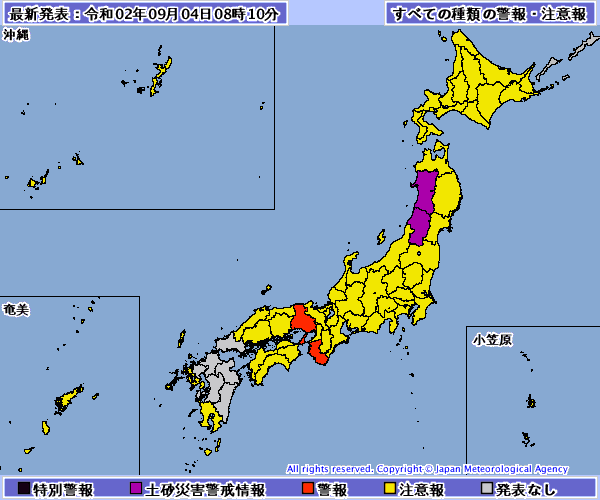 最新発表：令和02年09月04日08時10分
すべての種類の警報・注意報
沖縄
奄美
小笠原
All rights reserved. Copyright © Japan Meteorological Agency
特別警報 土砂災害警戒情報 警報 注意報 発表なし